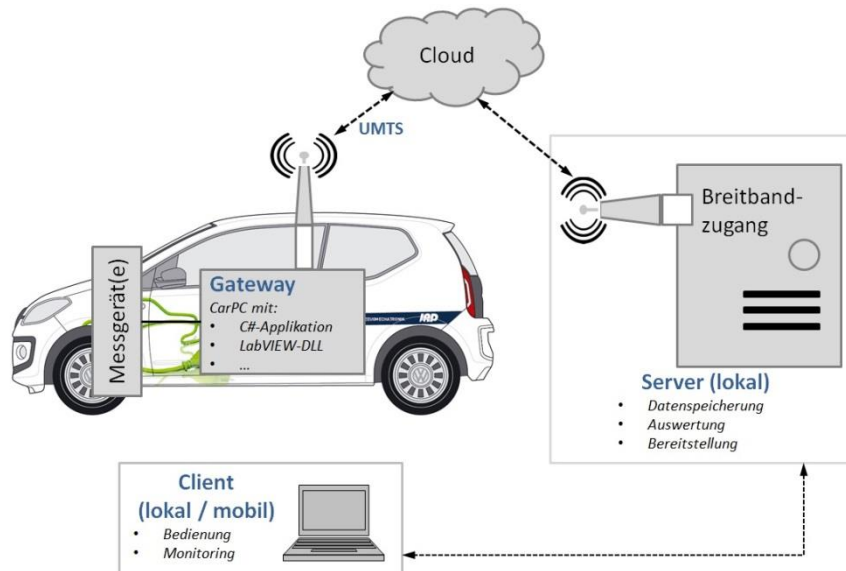 Cloud
UMTS
Breitband-
zugang
Messgerät(e)
Gateway
CarPC mit:
• C#-Applikation
• LabVIEW-DLL
• ...
Server (lokal)
• Datenspeicherung
• Auswertung
• Bereitstellung
Client
(lokal / mobil)
• Bedienung
• Monitoring